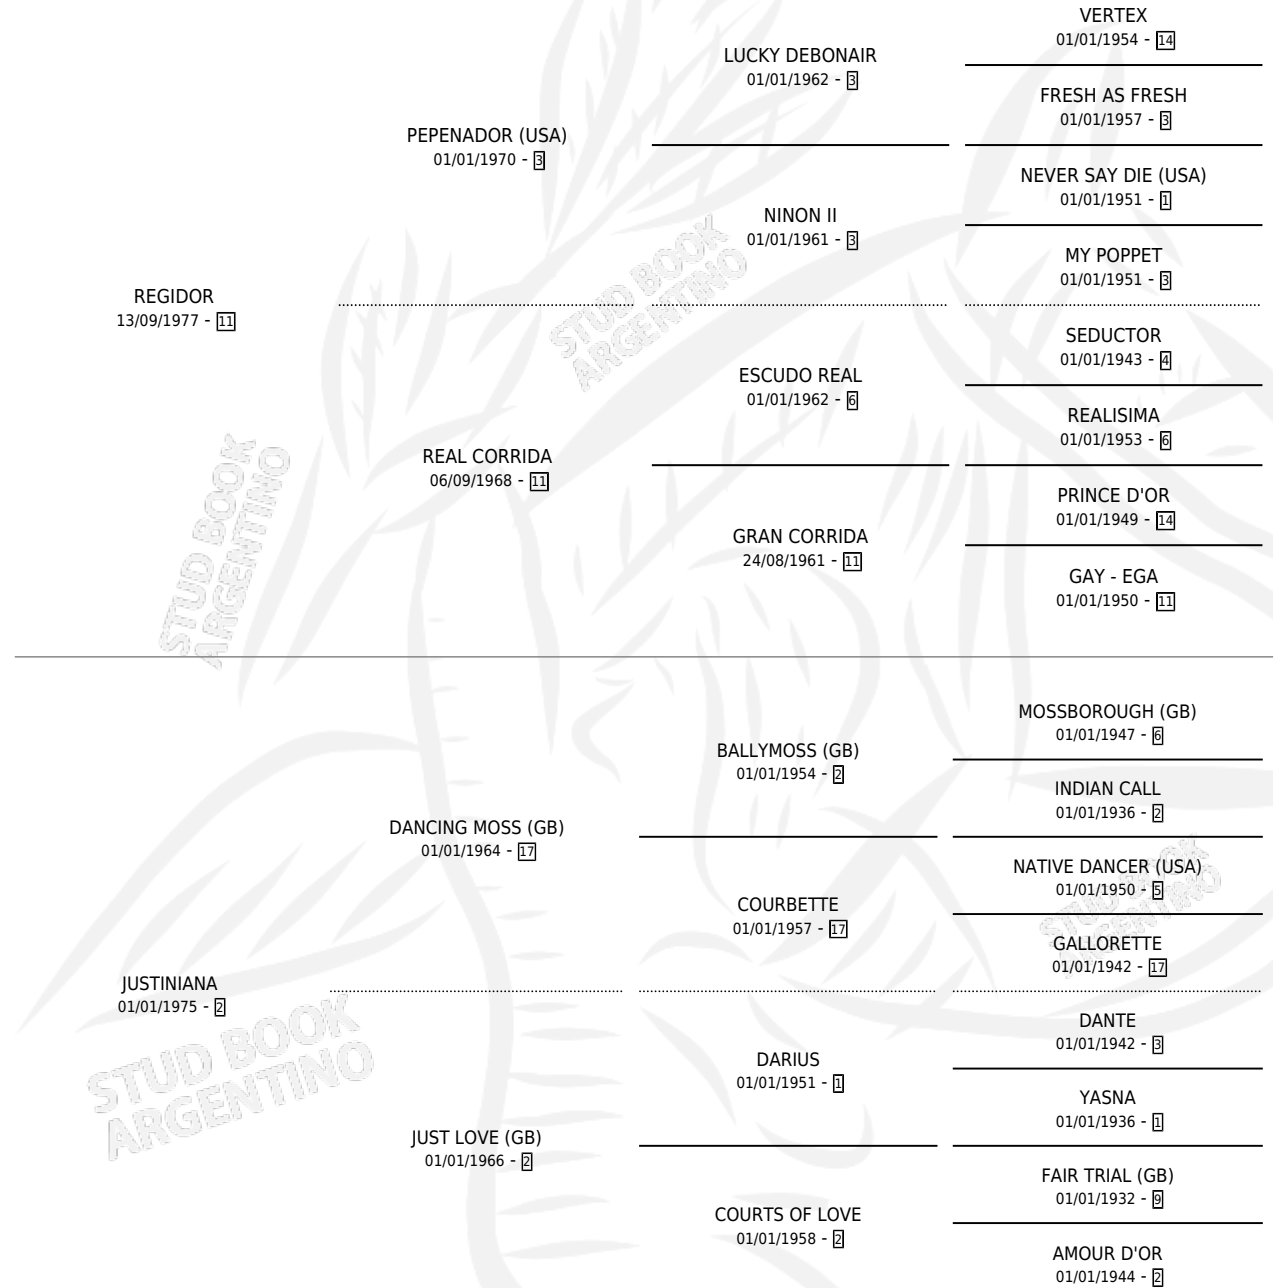 VERTEX
01/01/1954 - 14
LUCKY DEBONAIR
01/01/1962 - 3
FRESH AS FRESH
01/01/1957 - 3
PEPENADOR (USA)
01/01/1970 - 3
NEVER SAY DIE (USA)
01/01/1951 - 1
NINON II
01/01/1961 - 3
MY POPPET
01/01/1951 - 3
REGIDOR
13/09/1977 - 11
SEDUCTOR
01/01/1943 - 4
ESCUDO REAL
01/01/1962 - 6
REALISIMA
01/01/1953 - 6
REAL CORRIDA
06/09/1968 - 11
PRINCE D'OR
01/01/1949 - 14
GRAN CORRIDA
24/08/1961 - 11
GAY - EGA
01/01/1950 - 11
MOSSBOROUGH (GB)
01/01/1947 - 6
BALLYMOSS (GB)
01/01/1954 - 2
INDIAN CALL
01/01/1936 - 2
DANCING MOSS (GB)
01/01/1964 - 17
NATIVE DANCER (USA)
01/01/1950 - 5
COURBETTE
01/01/1957 - 17
GALLORETTE
01/01/1942 - 17
JUSTINIANA
01/01/1975 - 2
DANTE
01/01/1942 - 3
DARIUS
01/01/1951 - 1
YASNA
01/01/1936 - 1
JUST LOVE (GB)
01/01/1966 - 2
FAIR TRIAL (GB)
01/01/1932 - 9
COURTS OF LOVE
01/01/1958 - 2
AMOUR D'OR
01/01/1944 - 2
STUD BOOK
ARGENTINO
STUD BOOK
ARGENTINO
STUD BOOK
ARGENTINO
STUD BOOK
ARGENTINO